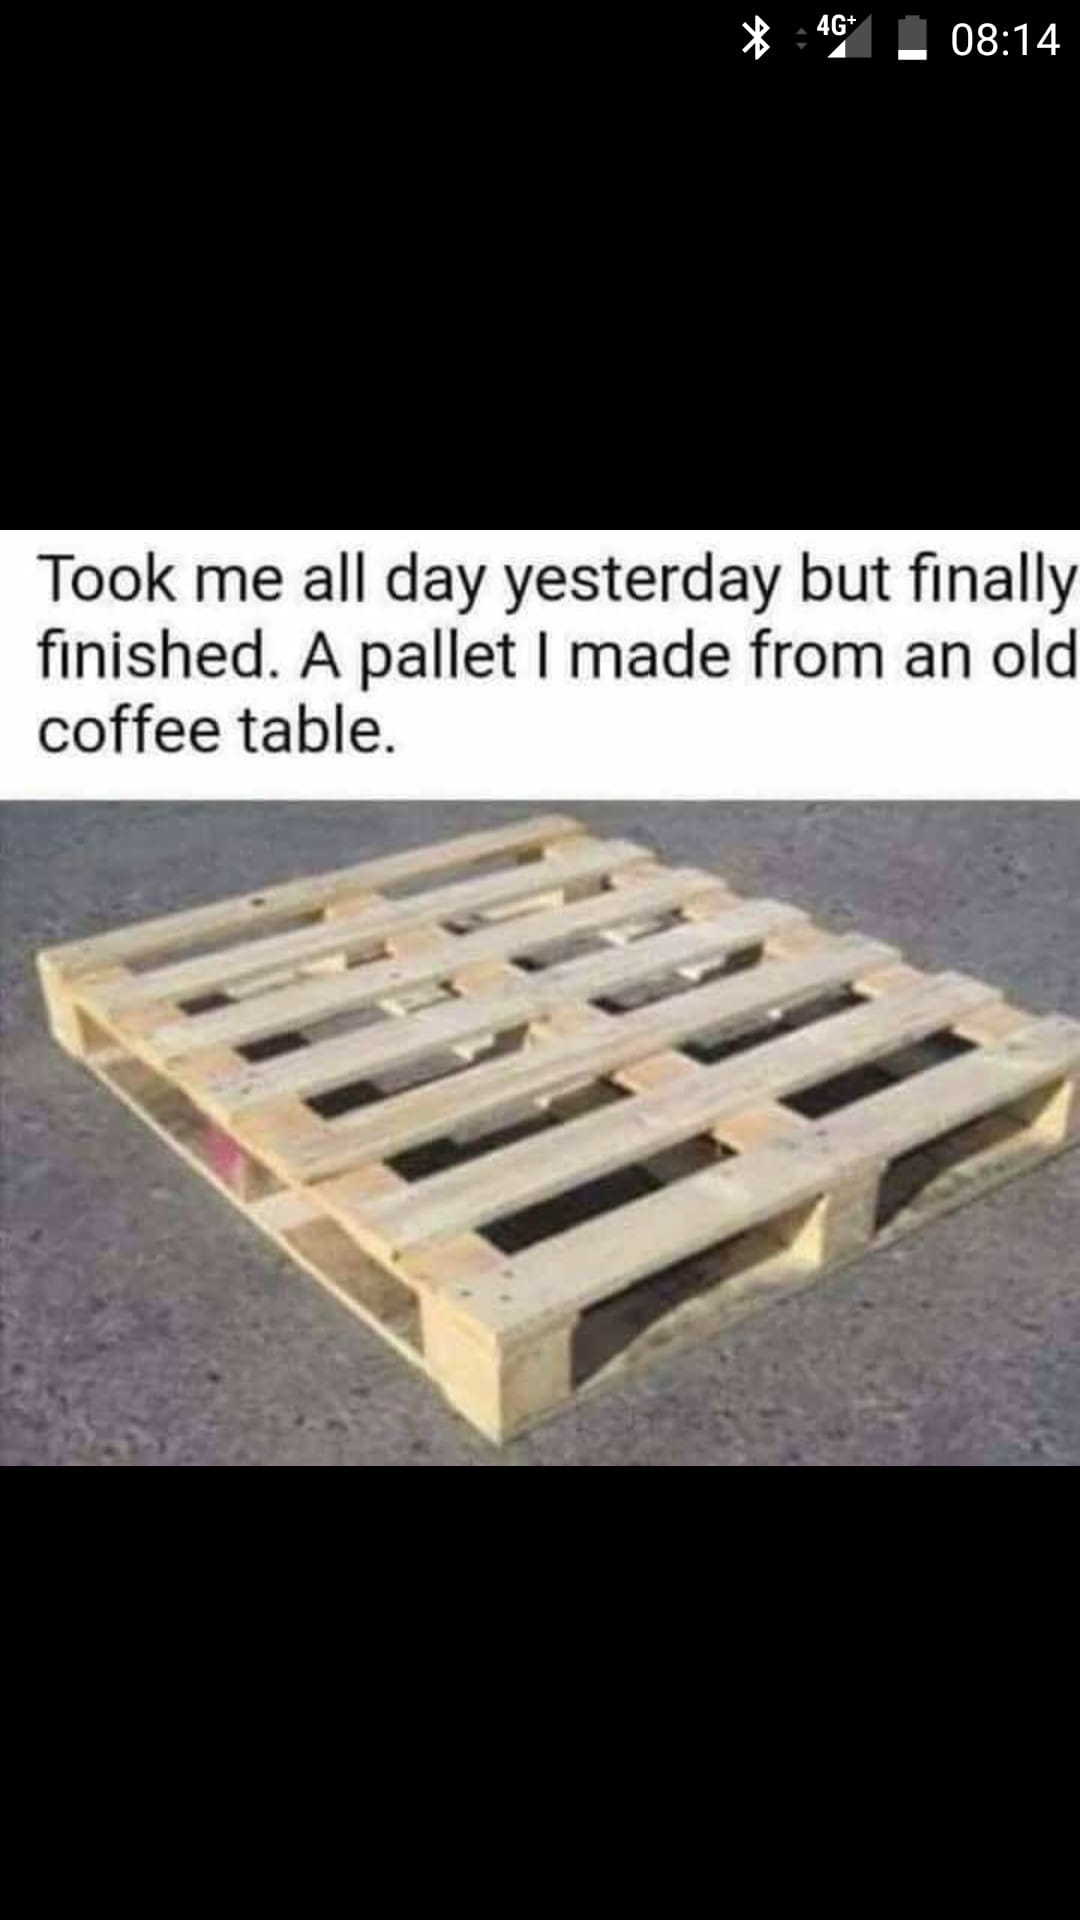 4G+ 08:14
Took me all day yesterday but finally
finished. A pallet I made from an old
coffee table.